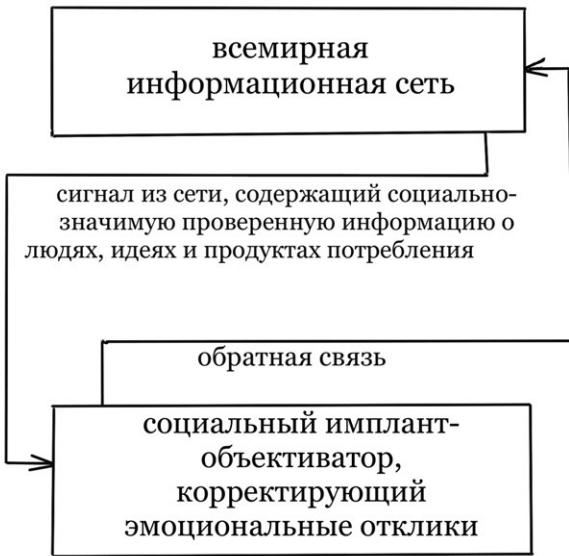 всемирная
информационная сеть
сигнал из сети, содержащий социально-
значимую проверенную информацию о
людях, идеях и продуктах потребления
обратная связь
социальный имплант-
объективатор,
корректирующий
эмоциональные отклики